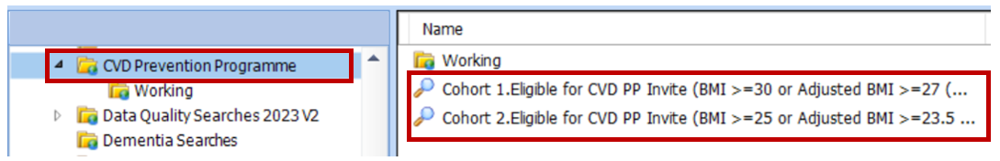 CVD Prevention Programme
Working
Data Quality Searches 2023 V2
Dementia Searches
Name
Working
Cohort 1.Eligible for CVD PP Invite (BMI >=30 or Adjusted BMI >=27 (...
Cohort 2.Eligible for CVD PP Invite (BMI >=25 or Adjusted BMI >=23.5 ...